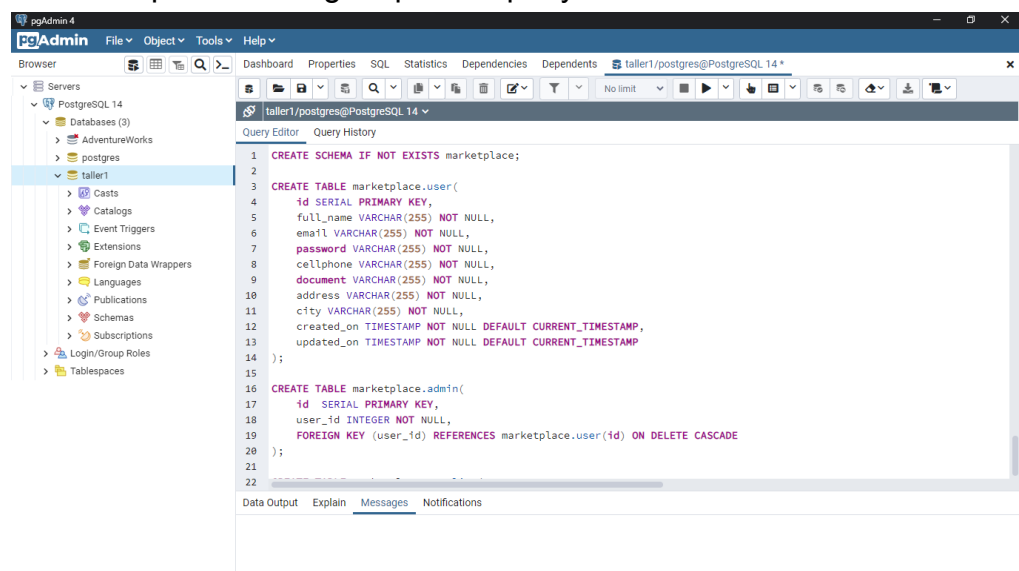 pgAdmin 4
pgAdmin File Object Tools Help
Browser
Dashboard Properties SQL Statistics Dependencies Dependents taller1/postgres@PostgreSQL 14 *
Servers
PostgreSQL 14
Databases (3)
AdventureWorks
postgres
taller1
Casts
Catalogs
Event Triggers
Extensions
Foreign Data Wrappers
Languages
Publications
Schemas
Subscriptions
Login/Group Roles
Tablespaces
No limit
taller1/postgres@PostgreSQL 14
Query Editor Query History
1 CREATE SCHEMA IF NOT EXISTS marketplace;
2
3 CREATE TABLE marketplace.user(
4 id SERIAL PRIMARY KEY,
5 full_name VARCHAR(255) NOT NULL,
6 email VARCHAR(255) NOT NULL,
7 password VARCHAR(255) NOT NULL,
8 cellphone VARCHAR(255) NOT NULL,
9 document VARCHAR(255) NOT NULL,
10 address VARCHAR(255) NOT NULL,
11 city VARCHAR(255) NOT NULL,
12 created_on TIMESTAMP NOT NULL DEFAULT CURRENT_TIMESTAMP,
13 updated_on TIMESTAMP NOT NULL DEFAULT CURRENT_TIMESTAMP
14 );
15
16 CREATE TABLE marketplace.admin(
17 id SERIAL PRIMARY KEY,
18 user_id INTEGER NOT NULL,
19 FOREIGN KEY (user_id) REFERENCES marketplace.user(id) ON DELETE CASCADE
20 );
21
22
Data Output Explain Messages Notifications